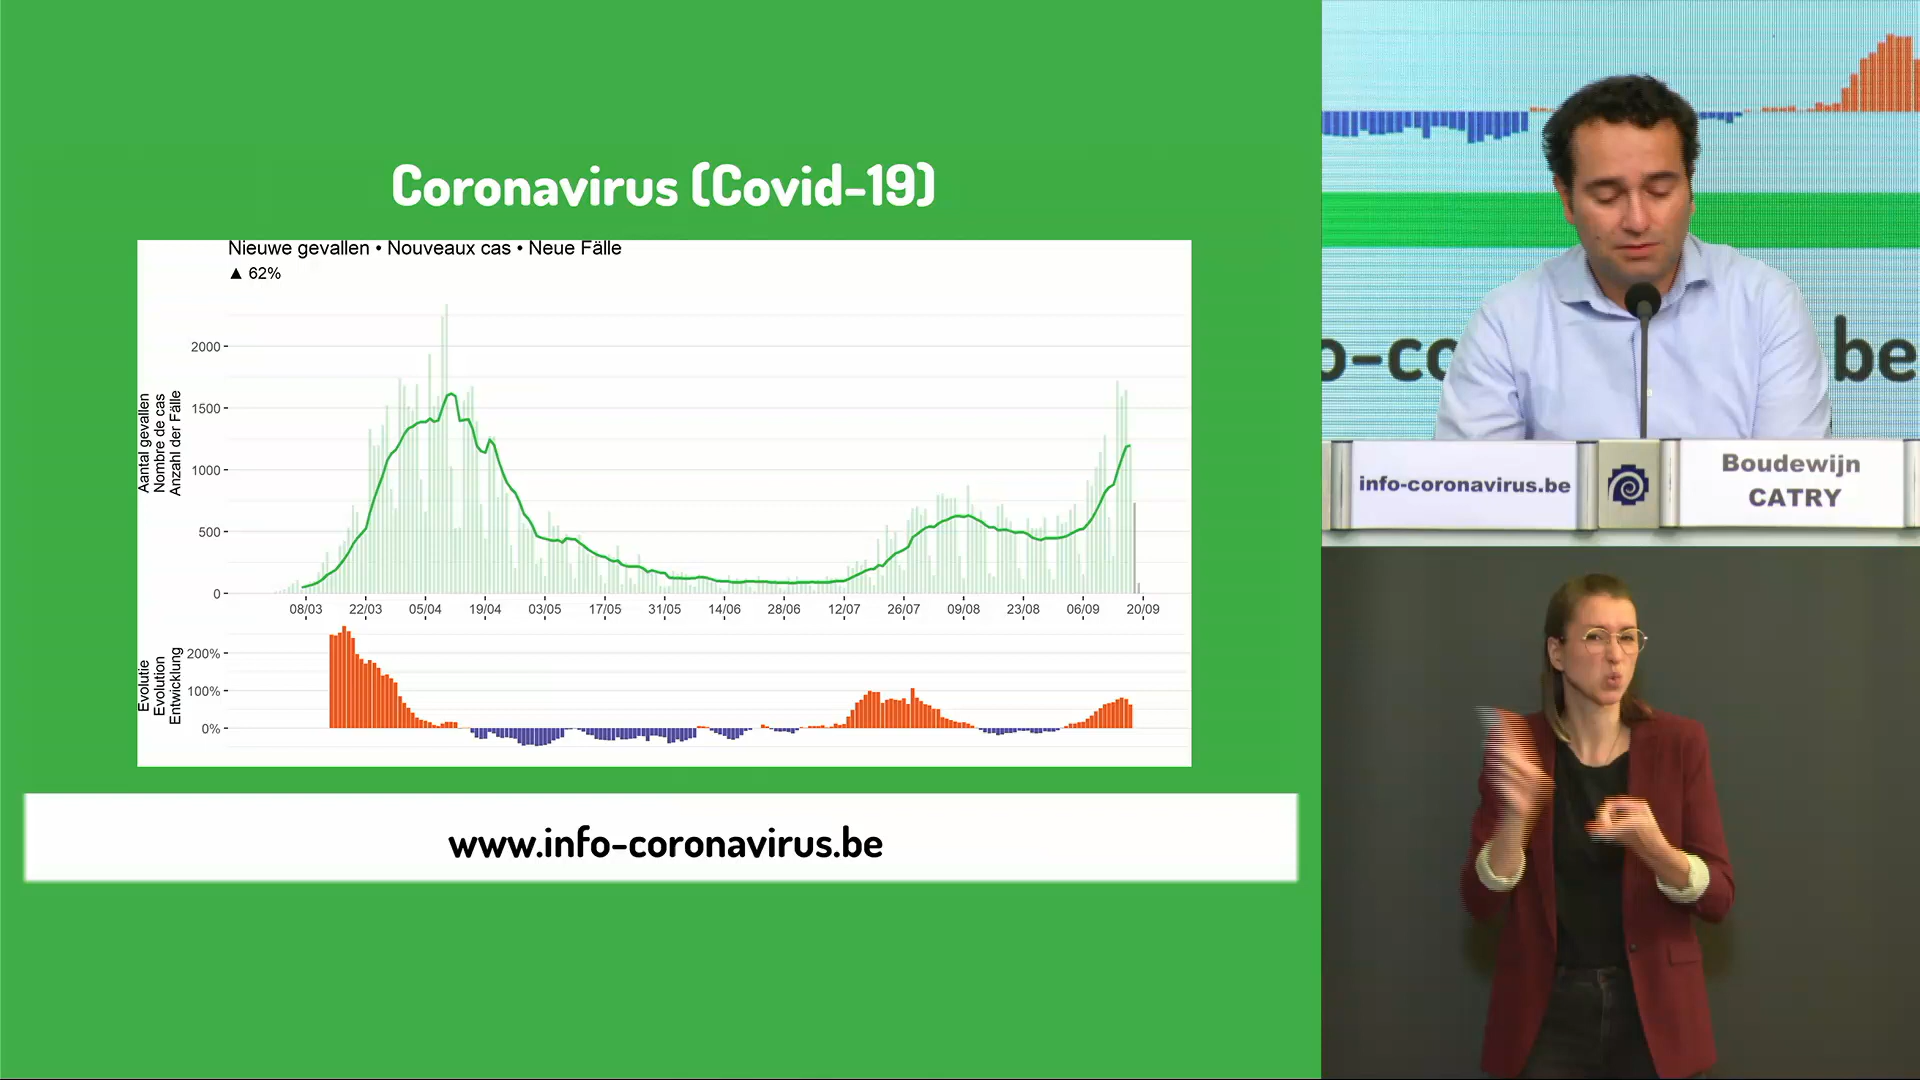 Coronavirus (Covid-19)
Nieuwe gevallen • Nouveaux cas • Neue Fälle
▲ 62%
Aantal gevallen
Nombre de cas
Anzahl der Fälle
2000
1500
1000
500
0
08/03 22/03 05/04 19/04 03/05 17/05 31/05 14/06 28/06 12/07 26/07 09/08 23/08 06/09 20/09
Evolutie
Evolution
Entwicklung
200%
100%
0%
www.info-coronavirus.be
o-co be
info-coronavirus.be
Boudewijn
CATRY